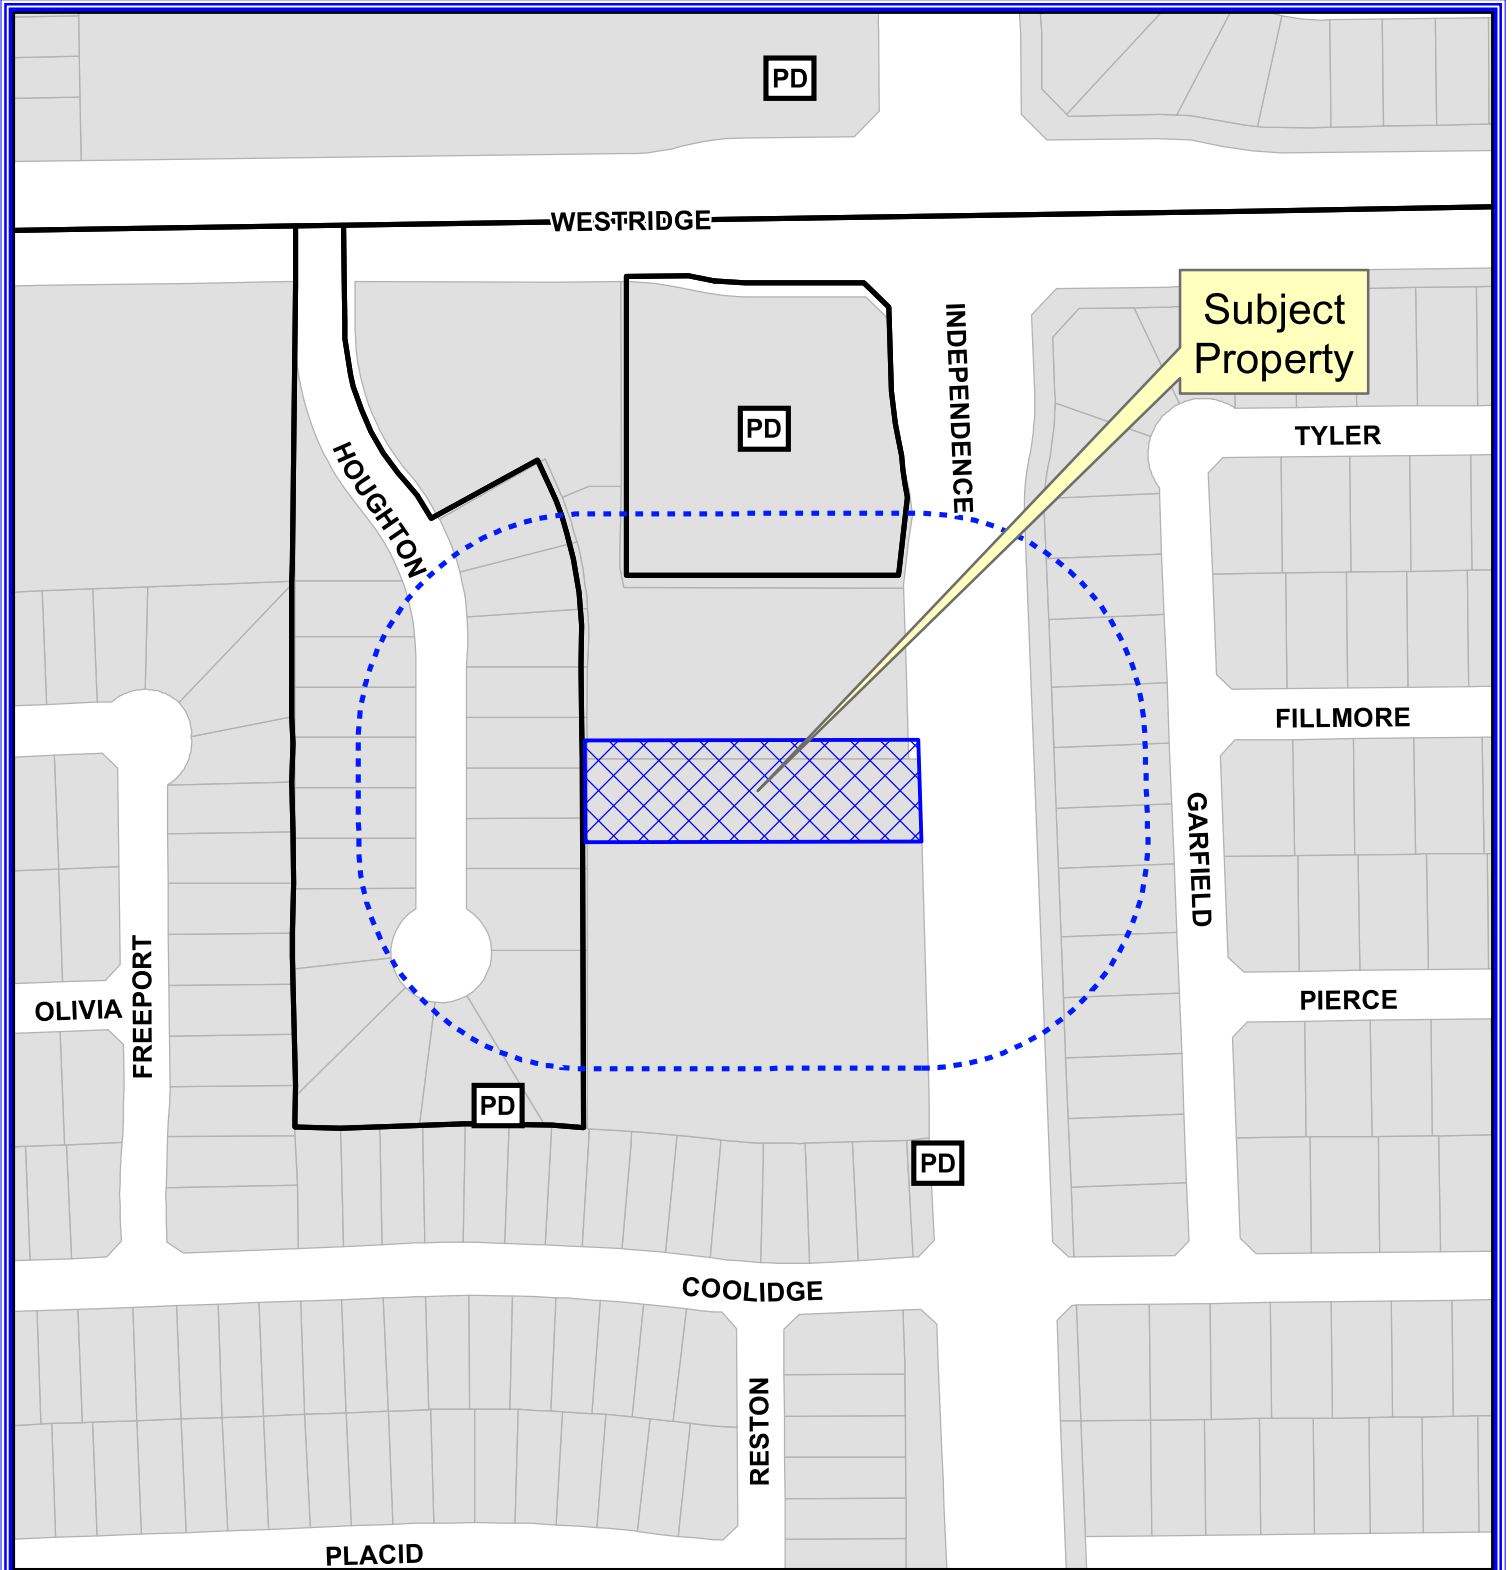 PD
WESTRIDGE
INDEPENDENCE
Subject
Property
PD
TYLER
HOUGHTON
FILLMORE
GARFIELD
FREEPORT
OLIVIA
PIERCE
PD
PD
COOLIDGE
RESTON
PLACID